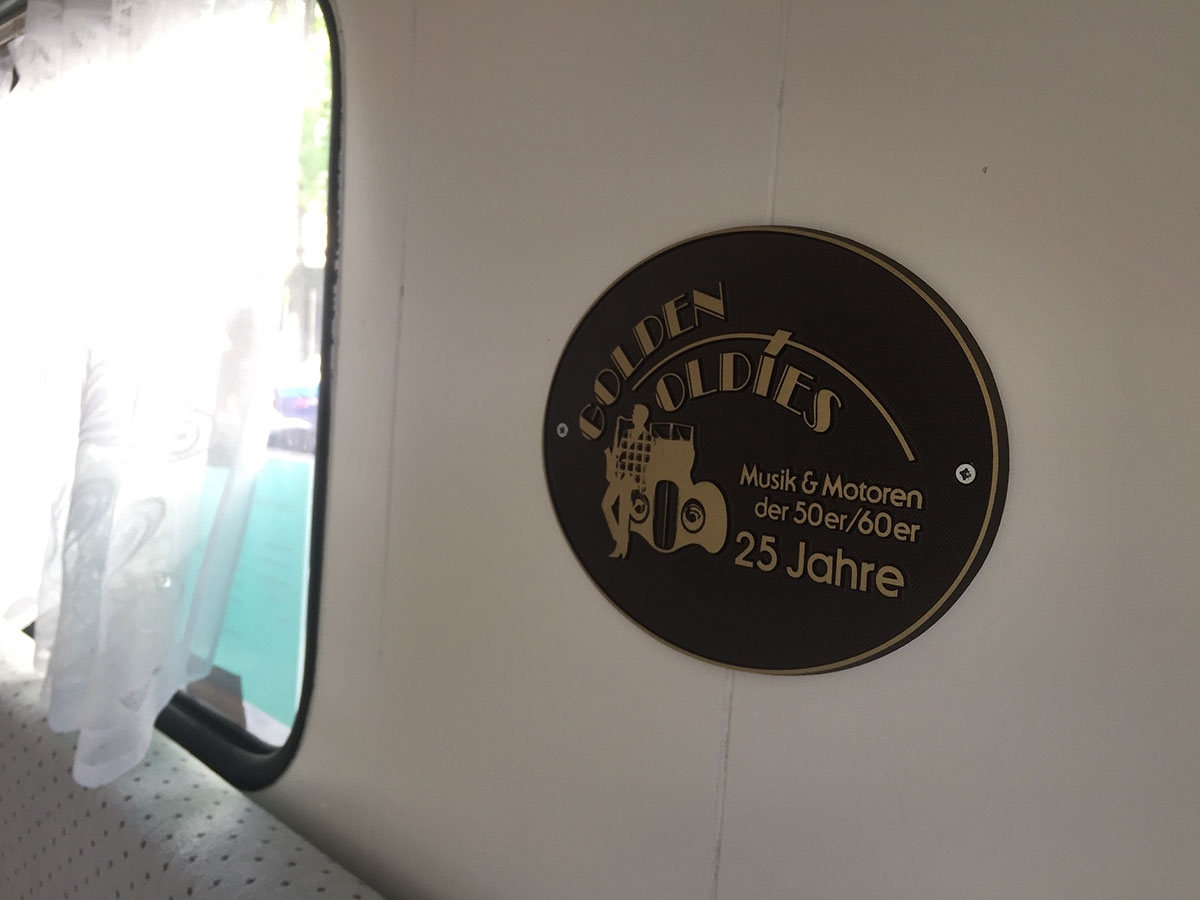 GOLDEN
OLDIES
Musik & Motoren
der 50er/60er
25 Jahre